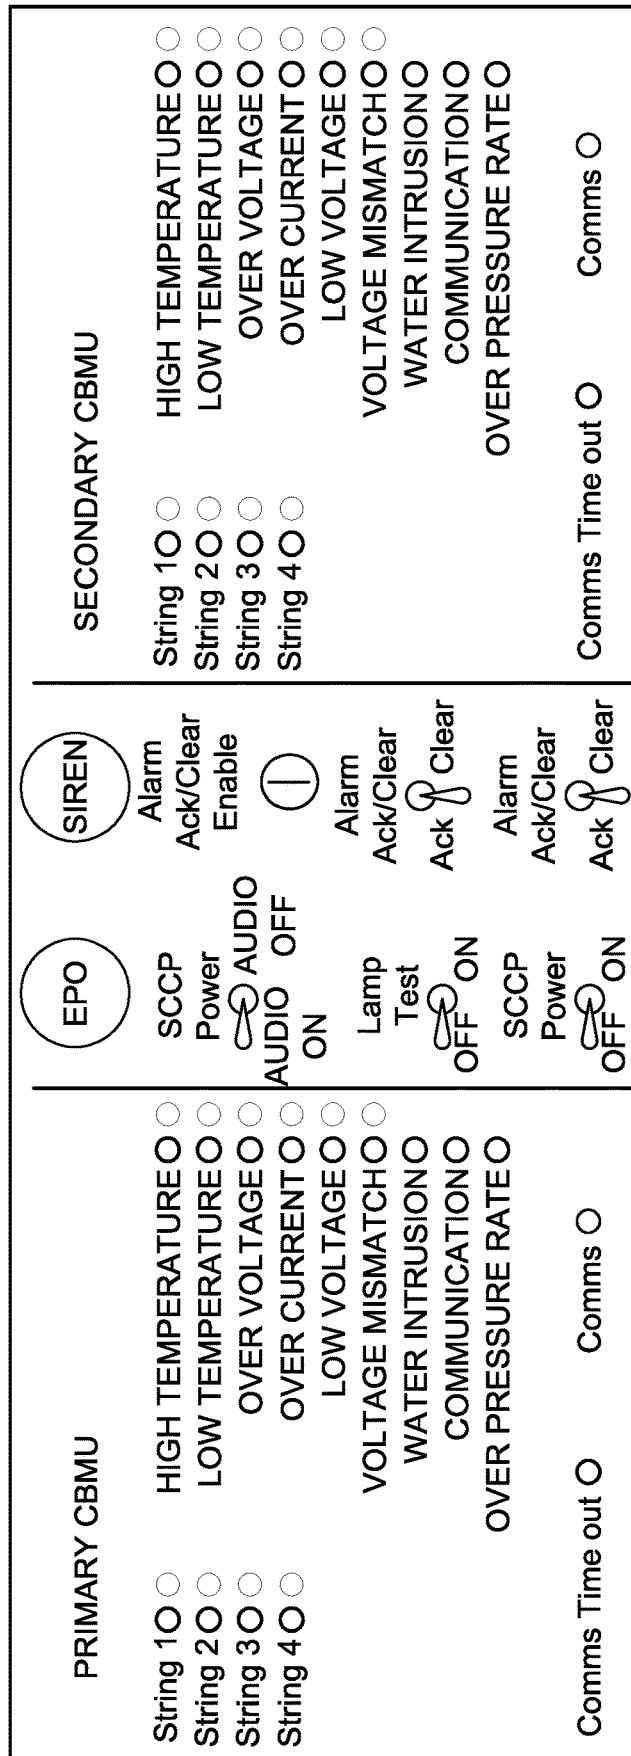 PRIMARY CBMU
String 1
String 2
String 3
String 4
HIGH TEMPERATURE
LOW TEMPERATURE
OVER VOLTAGE
OVER CURRENT
LOW VOLTAGE
VOLTAGE MISMATCH
WATER INTRUSION
COMMUNICATION
OVER PRESSURE RATE
Comms Time out
Comms
EPO
SCCP
Power
AUDIO
ON
AUDIO
OFF
Lamp
Test
OFF
ON
SCCP
Power
OFF
ON
SIREN
Alarm
Ack/Clear
Enable
Alarm
Ack/Clear
Ack
Clear
Alarm
Ack/Clear
Ack
Clear
SECONDARY CBMU
String 1
String 2
String 3
String 4
HIGH TEMPERATURE
LOW TEMPERATURE
OVER VOLTAGE
OVER CURRENT
LOW VOLTAGE
VOLTAGE MISMATCH
WATER INTRUSION
COMMUNICATION
OVER PRESSURE RATE
Comms Time out
Comms